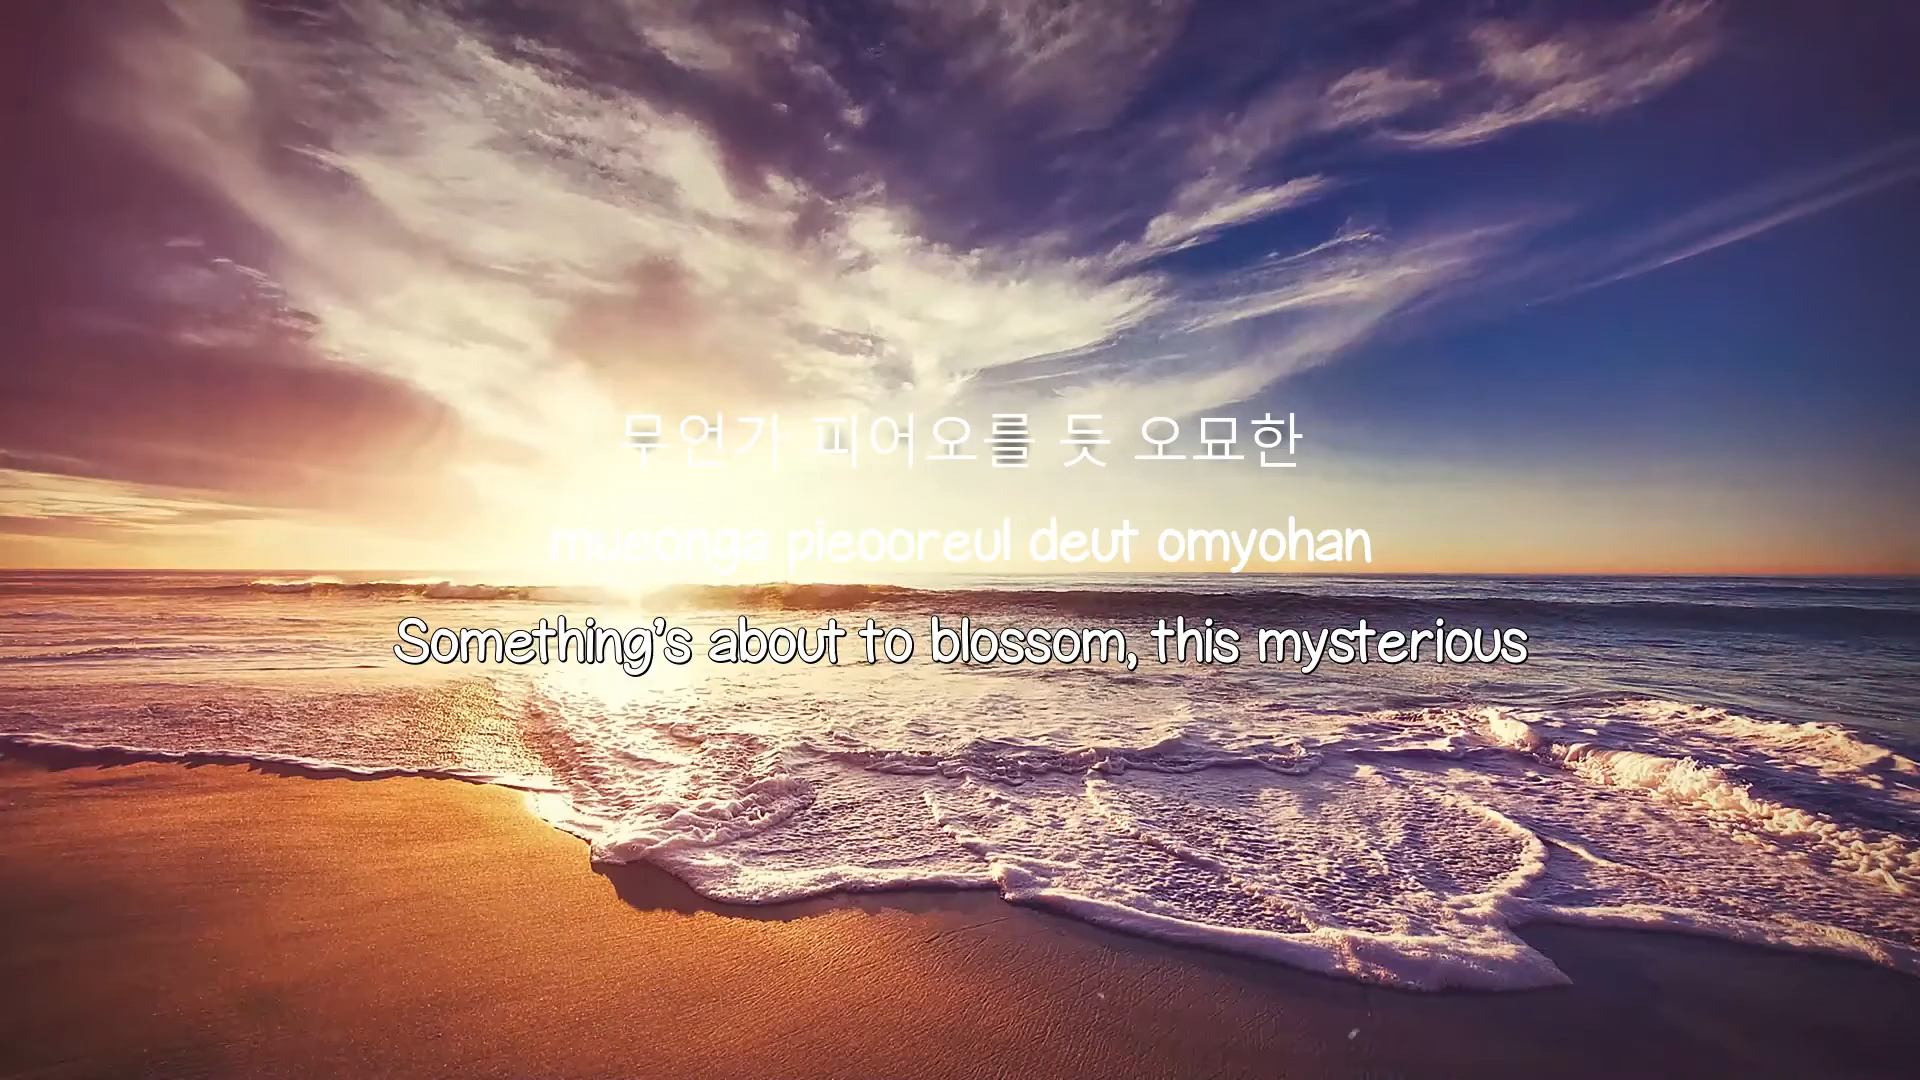 무언가 피어오를 듯 오묘한
mueonga pieooreul deut omyohan
Something's about to blossom, this mysterious